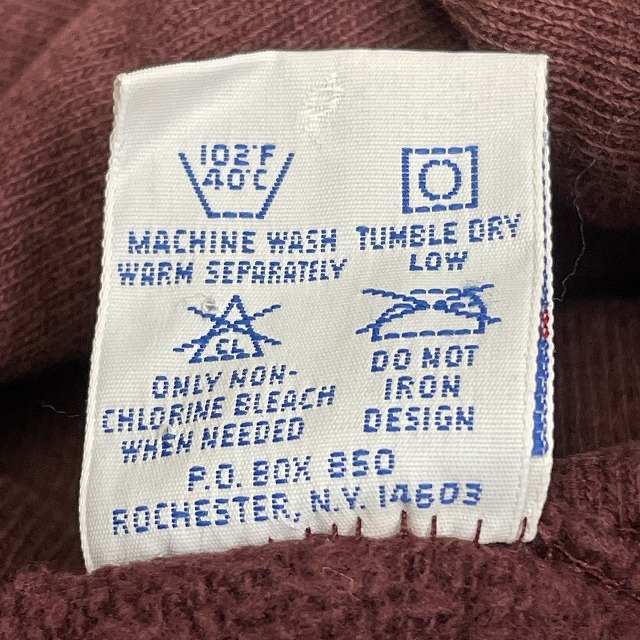 102°F
40°C
MACHINE WASH
WARM SEPARATELY
TUMBLE DRY
LOW
CL
ONLY NON-
CHLORINE BLEACH
WHEN NEEDED
DO NOT
IRON
DESIGN
P.O. BOX 850
ROCHESTER, N.Y. 14603